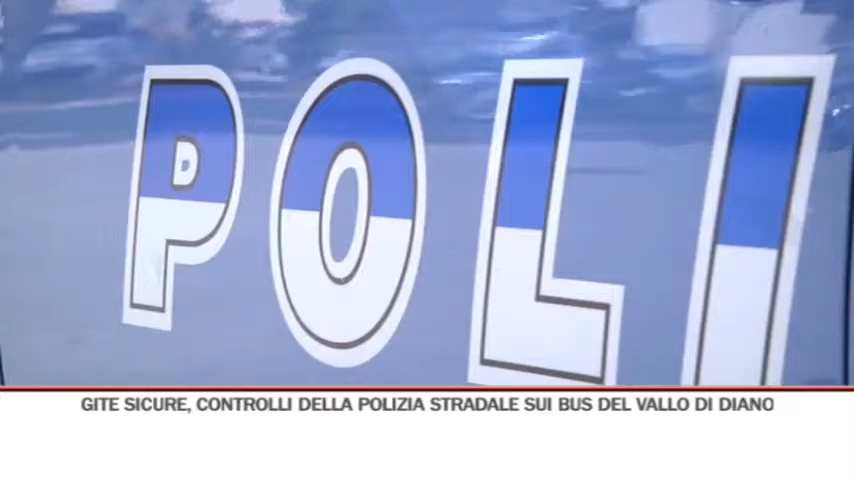 POLI
GITE SICURE, CONTROLLI DELLA POLIZIA STRADALE SUI BUS DEL VALLO DI DIANO